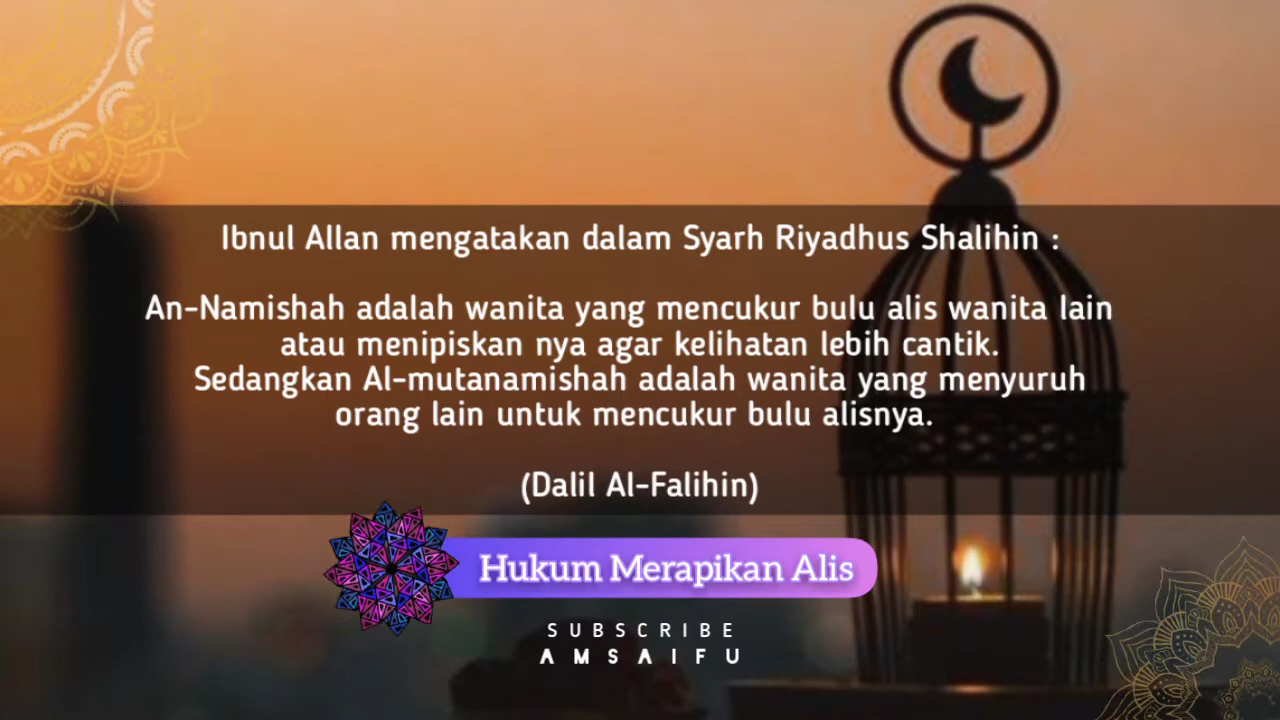 Ibnul Allan mengatakan dalam Syarh Riyadhus Shalihin :
An-Namishah adalah wanita yang mencukur bulu alis wanita lain
atau menipiskan nya agar kelihatan lebih cantik.
Sedangkan Al-mutanamishah adalah wanita yang menyuruh
orang lain untuk mencukur bulu alisnya.
(Dalil Al-Falihin)
Hukum Merapikan Alis
SUBSCRIBE
AMSAIFU